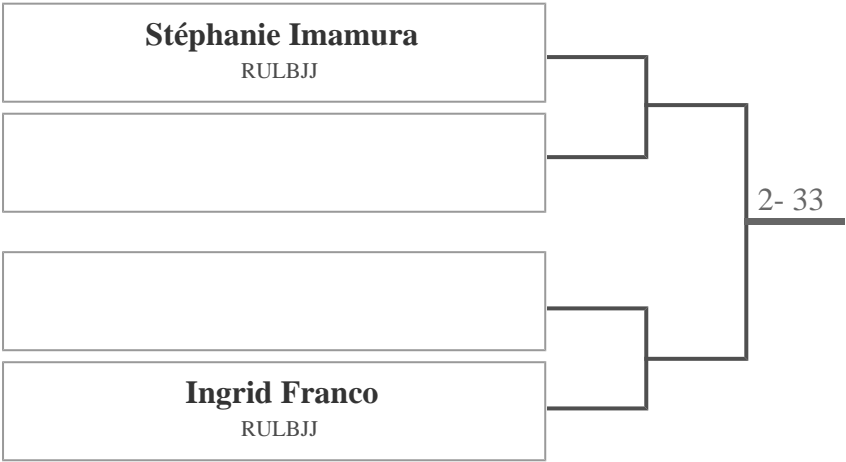 Stéphanie Imamura
RULBJJ
2- 33
Ingrid Franco
RULBJJ